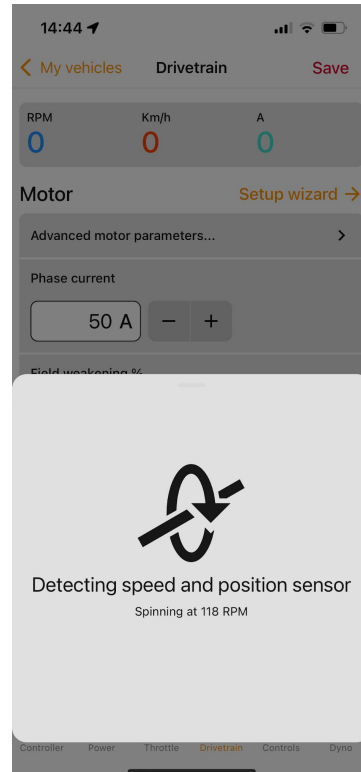 14:44
My vehicles Drivetrain Save
RPM Km/h A
0 0 0
Motor Setup wizard →
Advanced motor parameters...
Phase current
50 A − +
Field weakening %
Detecting speed and position sensor
Spinning at 118 RPM
Controller Power Throttle Drivetrain Controls Dyno